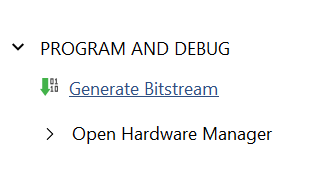 PROGRAM AND DEBUG
Generate Bitstream
Open Hardware Manager